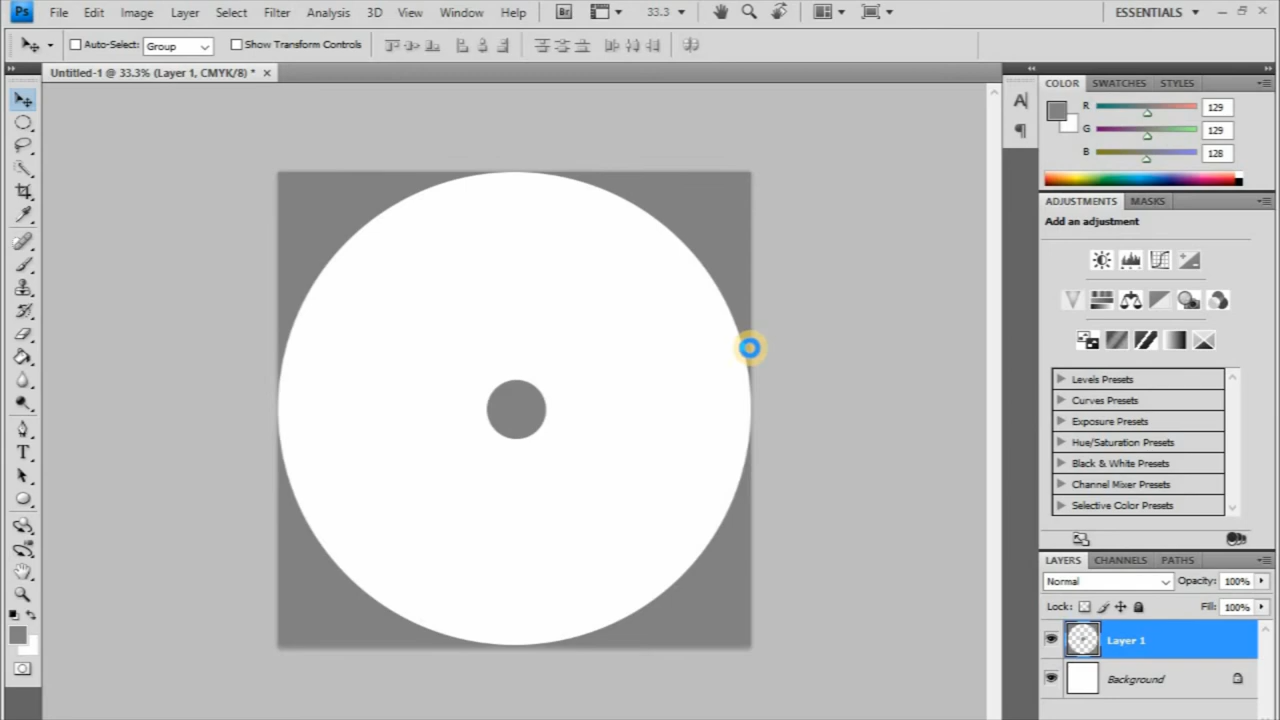 Ps File Edit Image Layer Select Filter Analysis 3D View Window Help Br 33.3 ESSENTIALS
Auto-Select: Group Show Transform Controls
Untitled-1 @ 33.3% (Layer 1, CMYK/8) *
COLOR SWATCHES STYLES
R 129
G 129
B 128
ADJUSTMENTS MASKS
Add an adjustment
Levels Presets
Curves Presets
Exposure Presets
Hue/Saturation Presets
Black & White Presets
Channel Mixer Presets
Selective Color Presets
LAYERS CHANNELS PATHS
Normal Opacity: 100%
Lock: Fill: 100%
Layer 1
Background